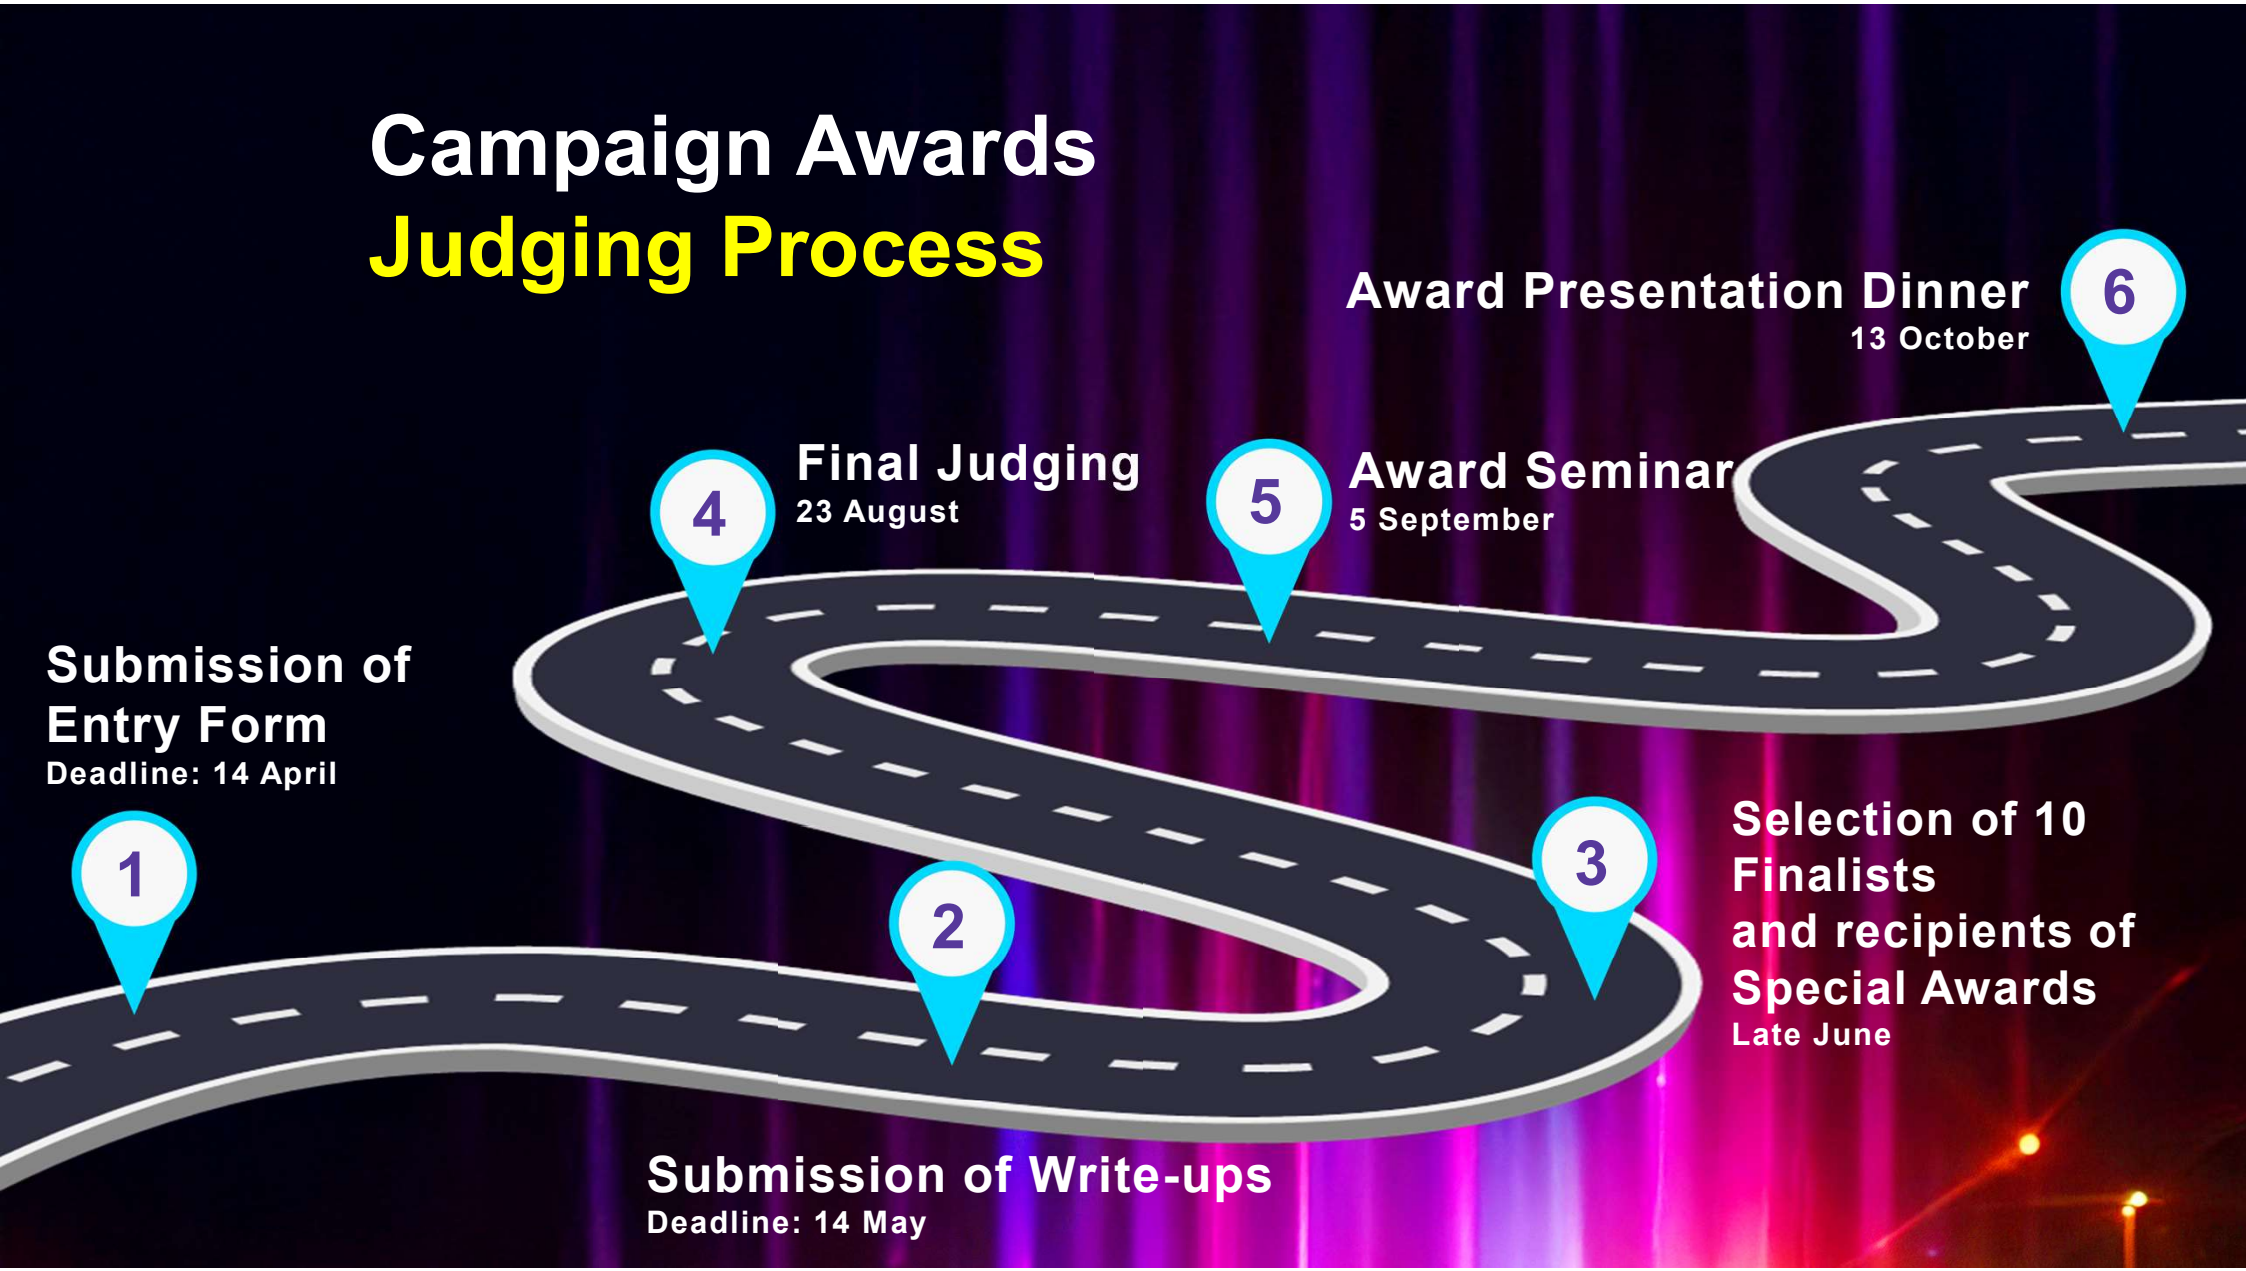 Campaign Awards
Judging Process
1
Submission of
Entry Form
Deadline: 14 April
2
Submission of Write-ups
Deadline: 14 May
3
Selection of 10
Finalists
and recipients of
Special Awards
Late June
4
Final Judging
23 August
5
Award Seminar
5 September
6
Award Presentation Dinner
13 October